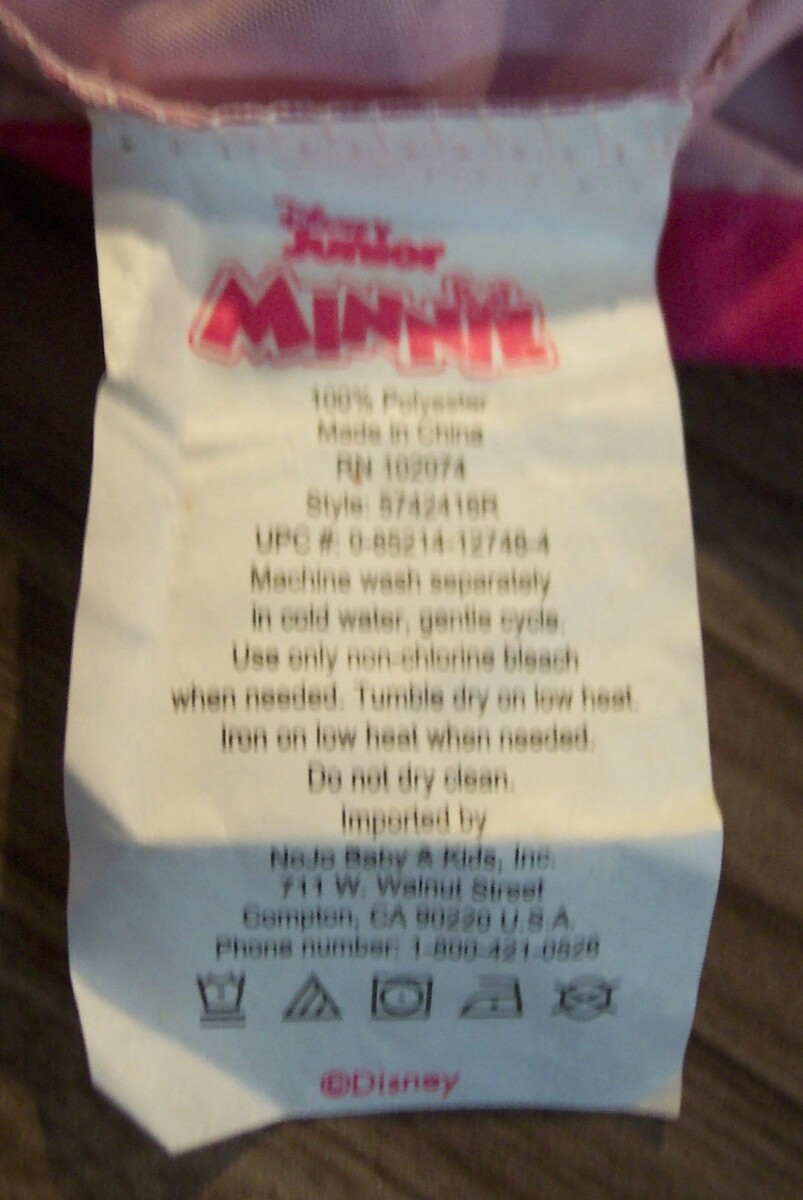 Disney
Junior
MINNIE
100% Polyester
Made in China
RN 102074
Style: 5742416R
UPC #: 0-85214-12748-4
Machine wash separately
in cold water, gentle cycle.
Use only non-chlorine bleach
when needed. Tumble dry on low heat.
Iron on low heat when needed.
Do not dry clean.
Imported by
NoJo Baby & Kids, Inc.
711 W. Walnut Street
Compton, CA 90220 U.S.A.
Phone number: 1-800-421-0526
©Disney